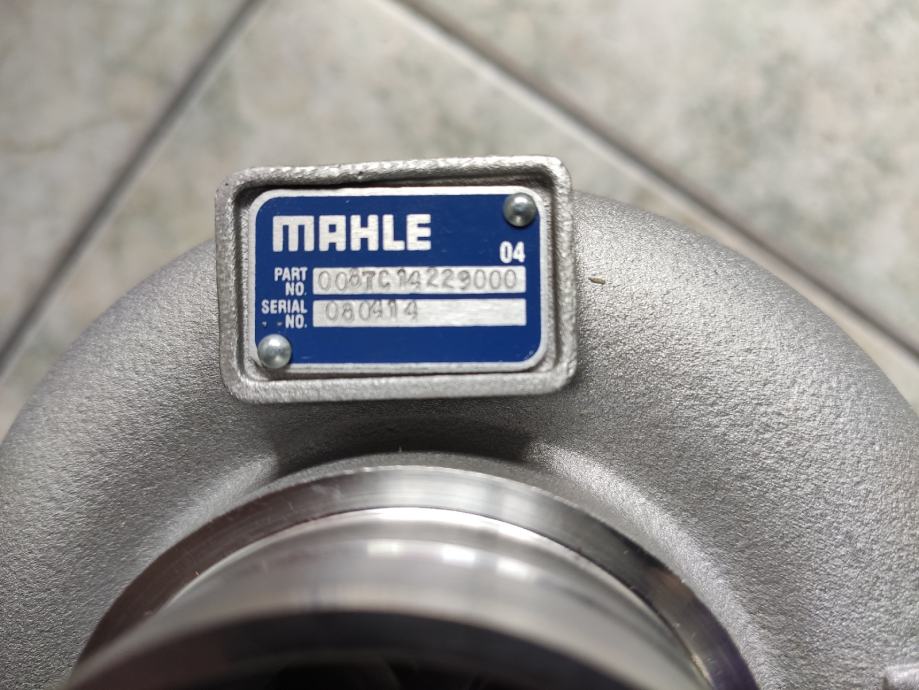 MAHLE
04
PART NO. 008TC14229000
SERIAL NO. 080414